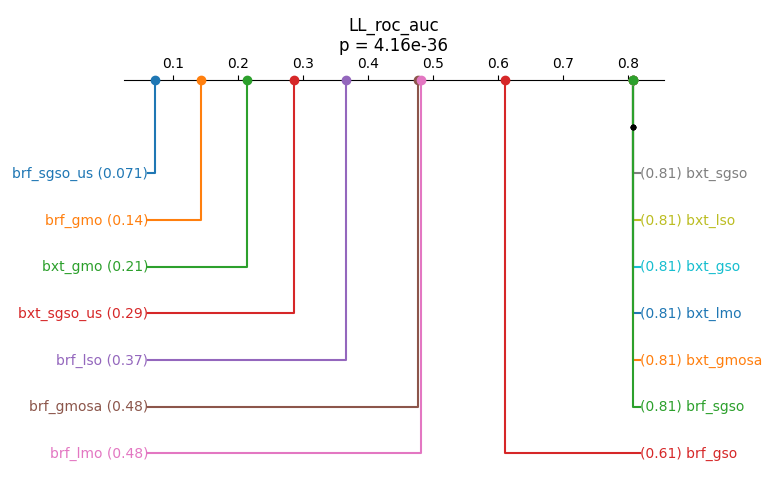 LL_roc_auc
p = 4.16e-36
0.1 0.2 0.3 0.4 0.5 0.6 0.7 0.8
brf_sgso_us (0.071) (0.81) bxt_sgso
brf_gmo (0.14) (0.81) bxt_lso
bxt_gmo (0.21) (0.81) bxt_gso
bxt_sgso_us (0.29) (0.81) bxt_lmo
brf_lso (0.37) (0.81) bxt_gmosa
brf_gmosa (0.48) (0.81) brf_sgso
brf_lmo (0.48) (0.61) brf_gso